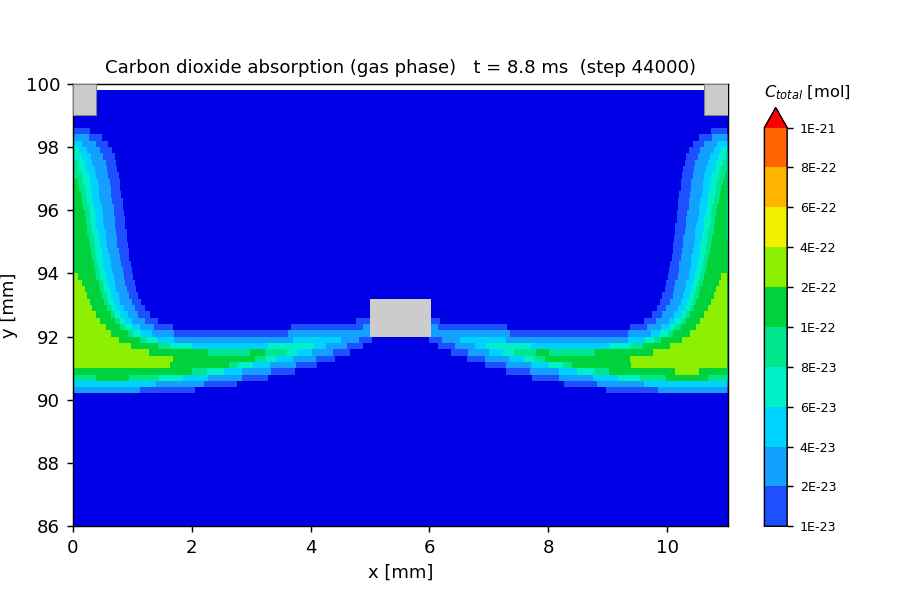 Carbon dioxide absorption (gas phase)   t = 8.8 ms  (step 44000)
C_total [mol]
1E-21
8E-22
6E-22
4E-22
2E-22
1E-22
8E-23
6E-23
4E-23
2E-23
1E-23
y [mm]
100
98
96
94
92
90
88
86
0 2 4 6 8 10
x [mm]